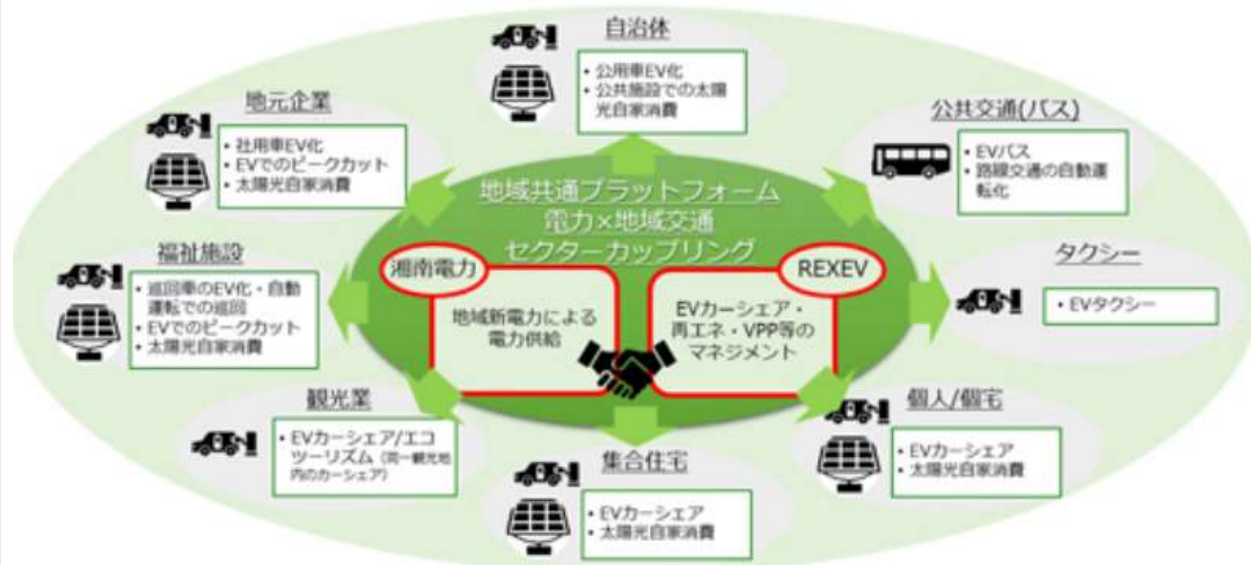 自治体
・公用車EV化
・公共施設での太陽
光自家消費
地元企業
・社用車EV化
・EVでのピークカット
・太陽光自家消費
公共交通(バス)
・EVバス
・路線交通の自動運
転化
地域共通プラットフォーム
電力×地域交通
セクターカップリング
湘南電力
REXEV
地域新電力による
電力供給
EVカーシェア・
再エネ・VPP等の
マネジメント
福祉施設
・巡回車のEV化・自動
運転での巡回
・EVでのピークカット
・太陽光自家消費
タクシー
・EVタクシー
観光業
・EVカーシェア/エコ
ツーリズム(同一観光地
内のカーシェア)
集合住宅
・EVカーシェア
・太陽光自家消費
個人/個宅
・EVカーシェア
・太陽光自家消費